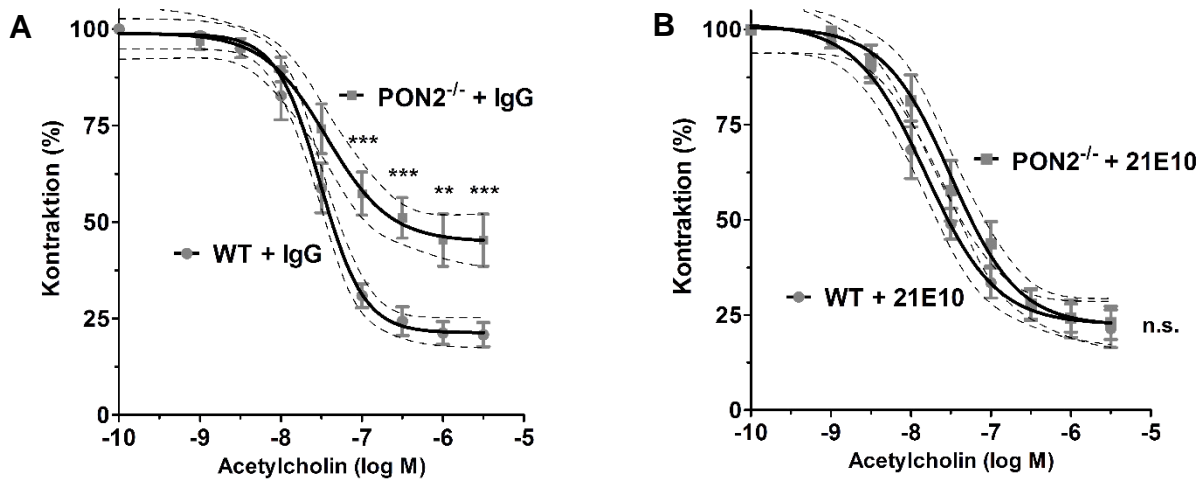 A
Kontraktion (%)
100
75
50
25
0
PON2-/- + IgG
***
***
**
***
WT + IgG
-10 -9 -8 -7 -6 -5
Acetylcholin (log M)
B
Kontraktion (%)
100
75
50
25
0
PON2-/- + 21E10
WT + 21E10
n.s.
-10 -9 -8 -7 -6 -5
Acetylcholin (log M)